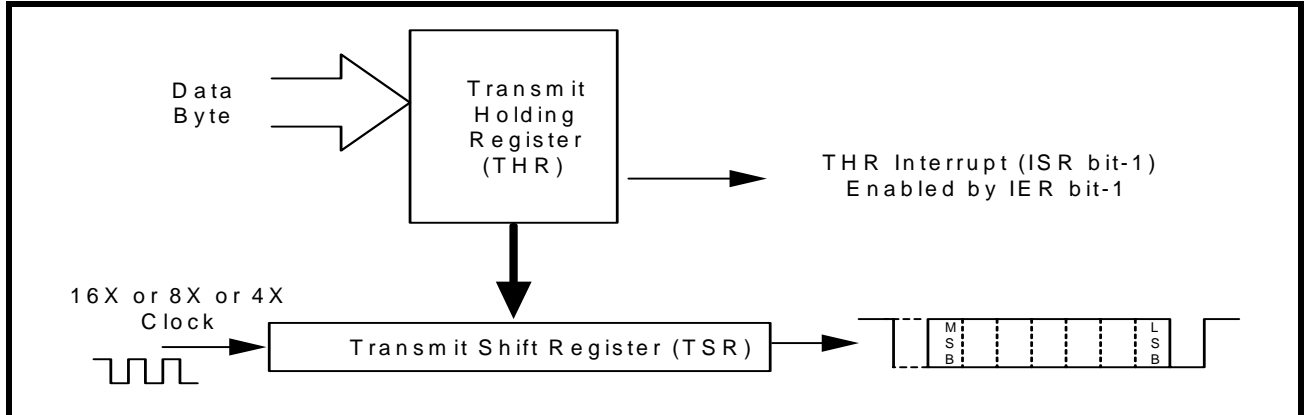 Data
Byte
Transmit
Holding
Register
(THR)
THR Interrupt (ISR bit-1)
Enabled by IER bit-1
16X or 8X or 4X
Clock
Transmit Shift Register (TSR)
M
S
B
L
S
B